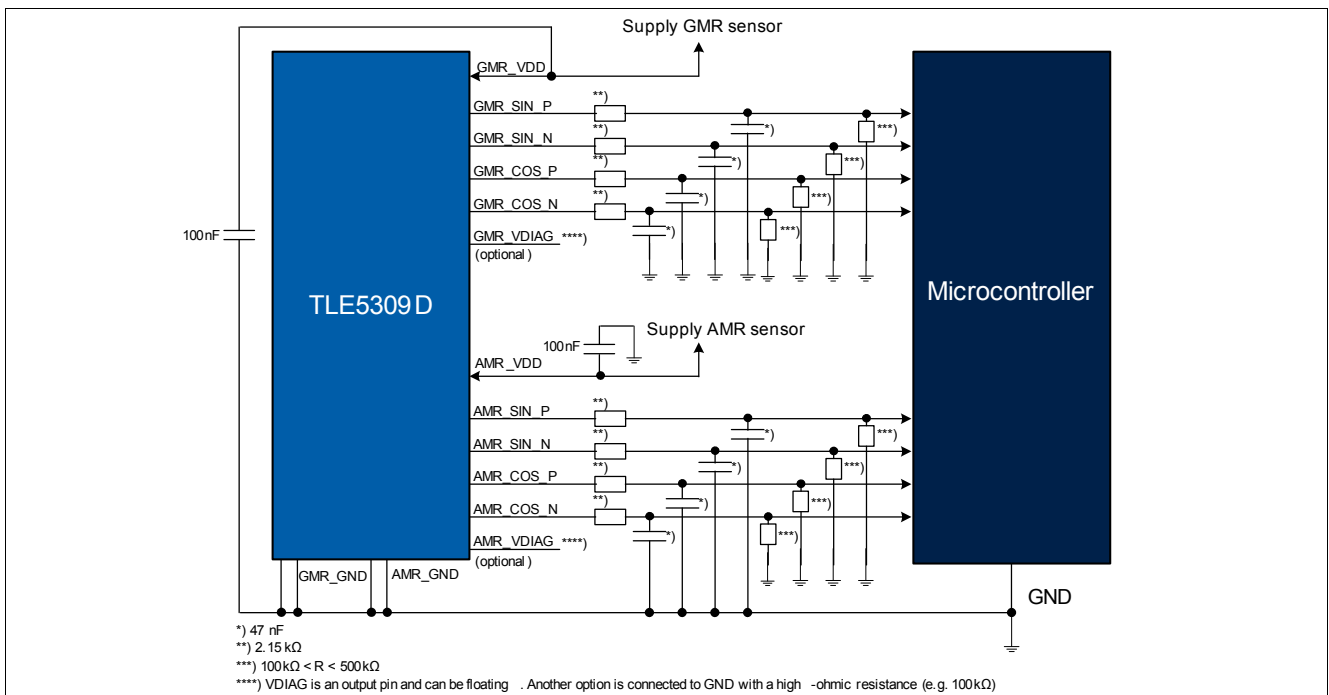 Supply GMR sensor
GMR_VDD
GMR_SIN_P
**)
*)
***)
GMR_SIN_N
**)
*)
***)
GMR_COS_P
**)
*)
***)
GMR_COS_N
**)
*)
***)
100nF
GMR_VDIAG ****)
(optional)
TLE5309D
Microcontroller
Supply AMR sensor
100nF
AMR_VDD
AMR_SIN_P
**)
*)
***)
AMR_SIN_N
**)
*)
***)
AMR_COS_P
**)
*)
***)
AMR_COS_N
**)
*)
***)
AMR_VDIAG ****)
(optional)
GMR_GND
AMR_GND
GND
*) 47 nF
**) 2.15 kΩ
***) 100kΩ < R < 500kΩ
****) VDIAG is an output pin and can be floating . Another option is connected to GND with a high -ohmic resistance (e.g. 100kΩ)